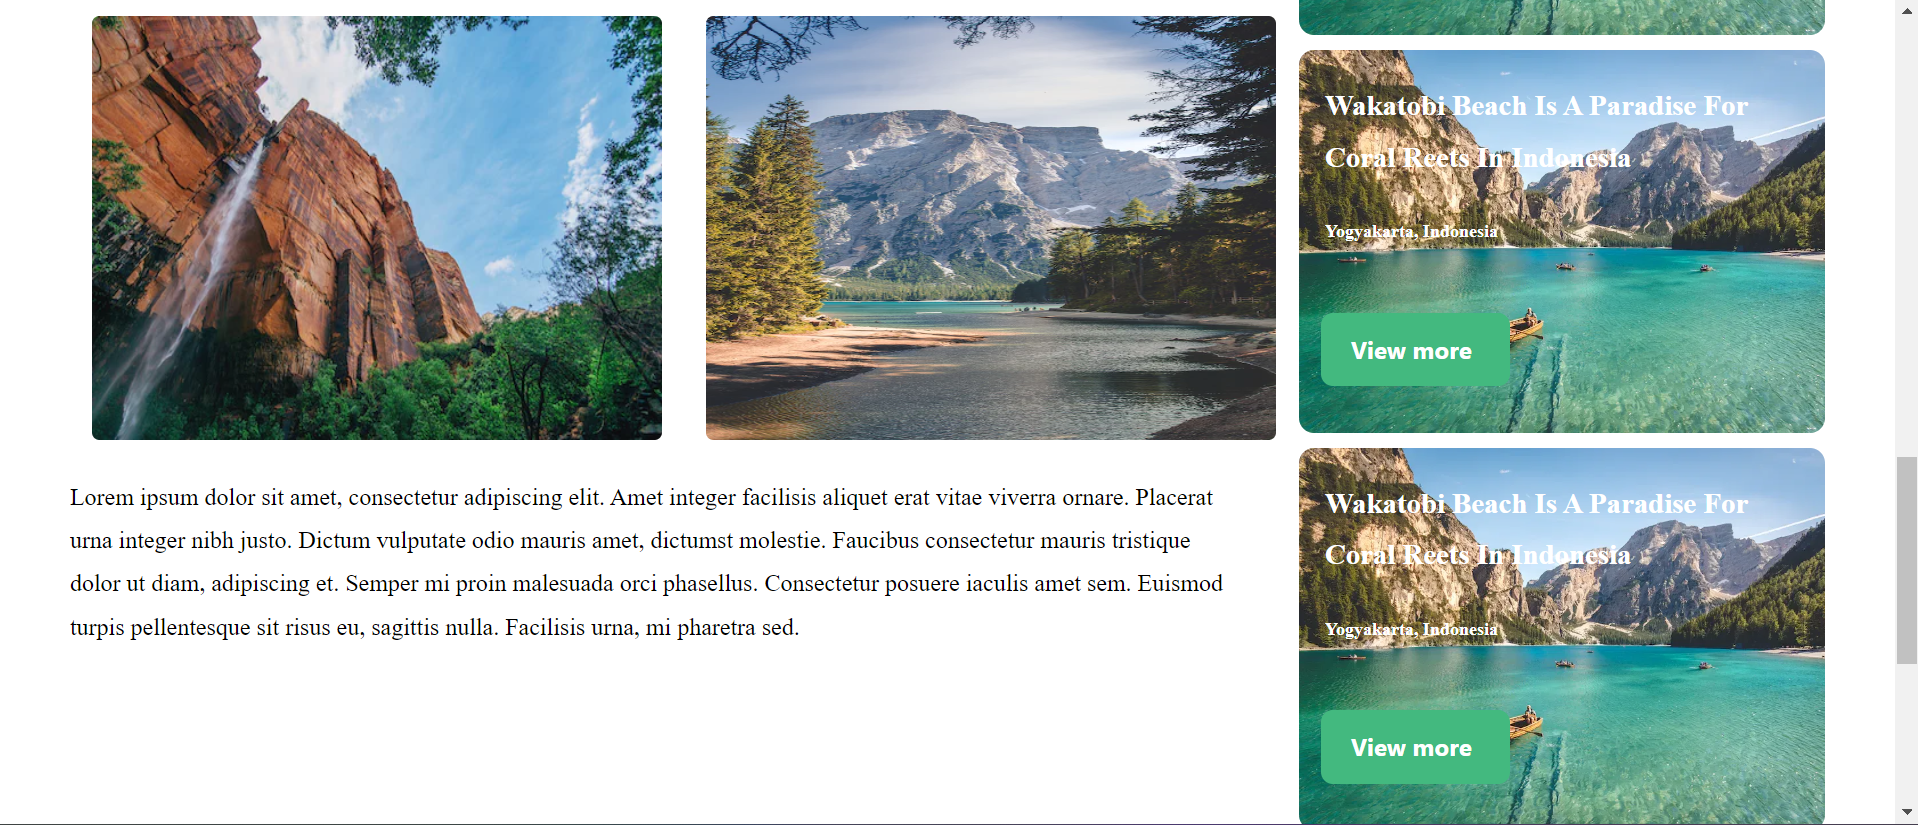 Lorem ipsum dolor sit amet, consectetur adipiscing elit. Amet integer facilisis aliquet erat vitae viverra ornare. Placerat
urna integer nibh justo. Dictum vulputate odio mauris amet, dictumst molestie. Faucibus consectetur mauris tristique
dolor ut diam, adipiscing et. Semper mi proin malesuada orci phasellus. Consectetur posuere iaculis amet sem. Euismod
turpis pellentesque sit risus eu, sagittis nulla. Facilisis urna, mi pharetra sed.
Wakatobi Beach Is A Paradise For
Coral Reets In Indonesia
Yogyakarta, Indonesia
View more
Wakatobi Beach Is A Paradise For
Coral Reets In Indonesia
Yogyakarta, Indonesia
View more